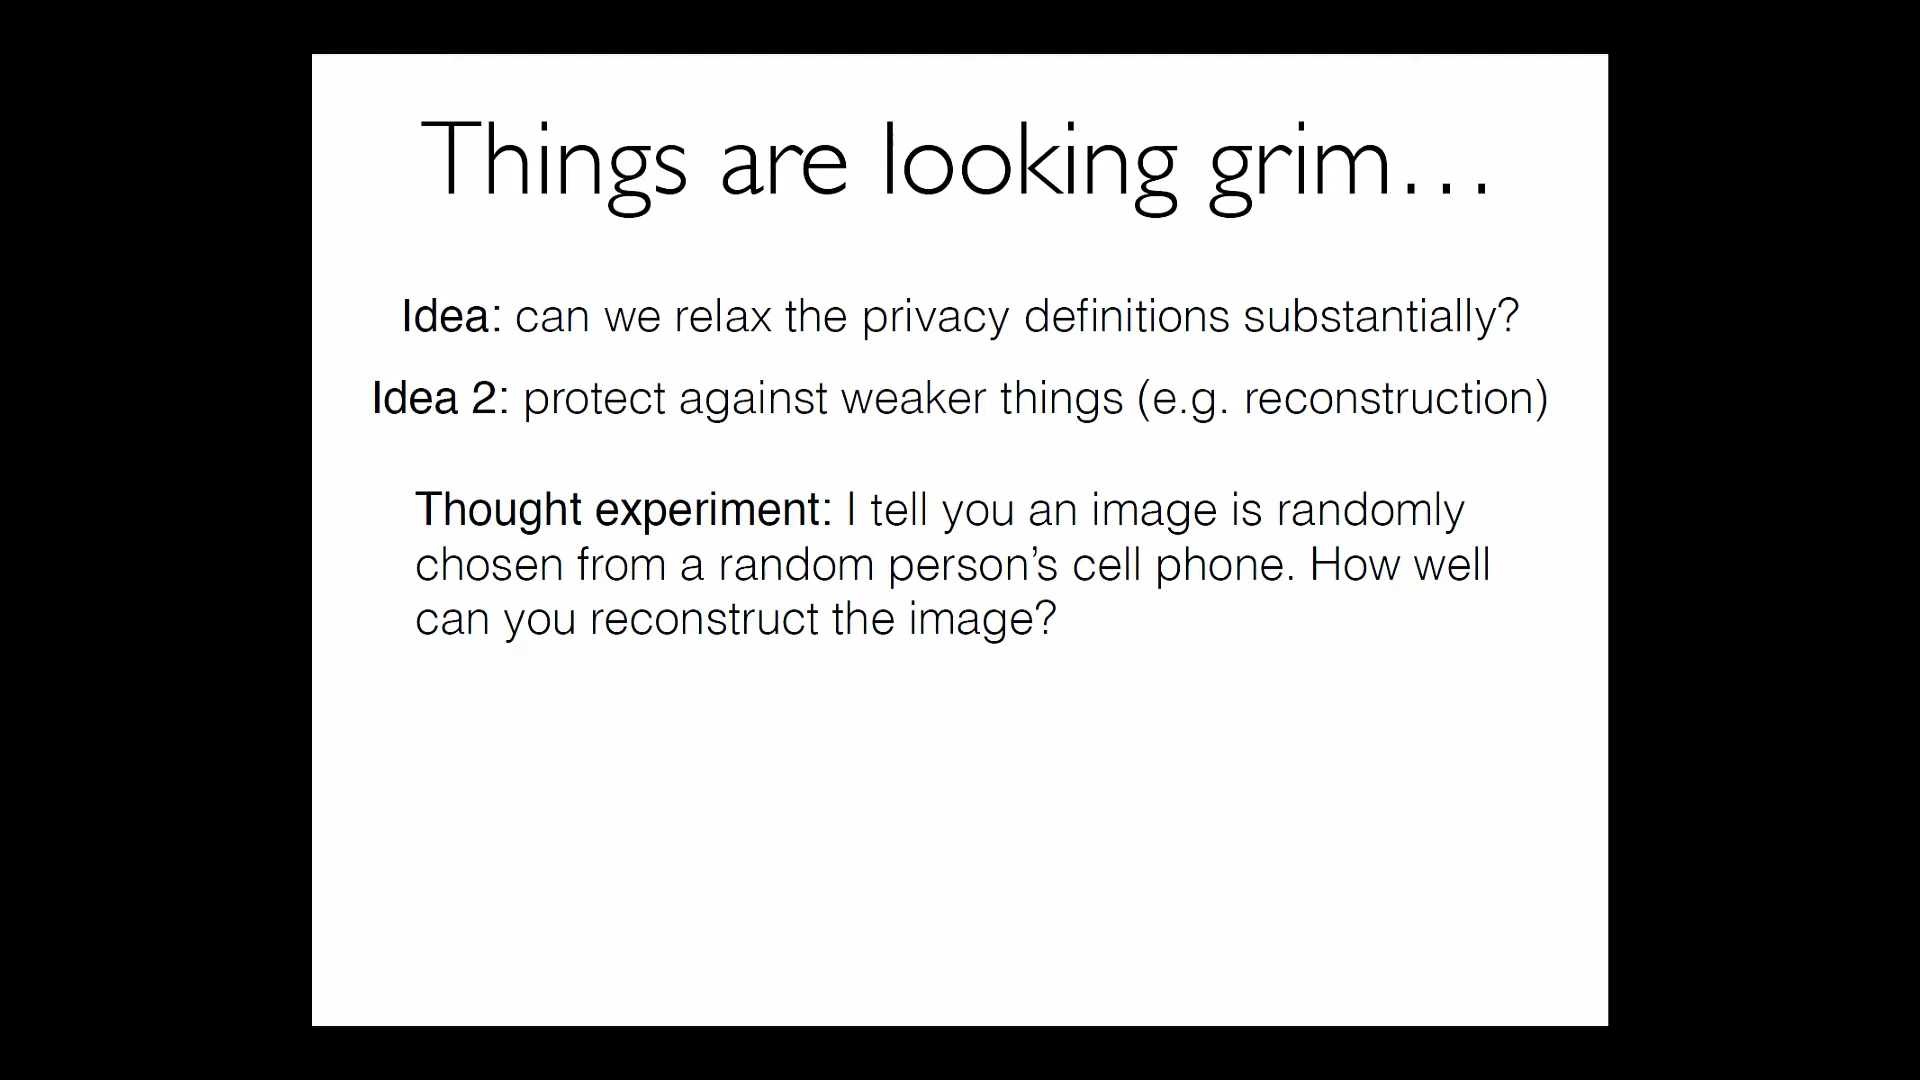 Things are looking grim…
Idea: can we relax the privacy definitions substantially?
Idea 2: protect against weaker things (e.g. reconstruction)
Thought experiment: I tell you an image is randomly
chosen from a random person’s cell phone. How well
can you reconstruct the image?